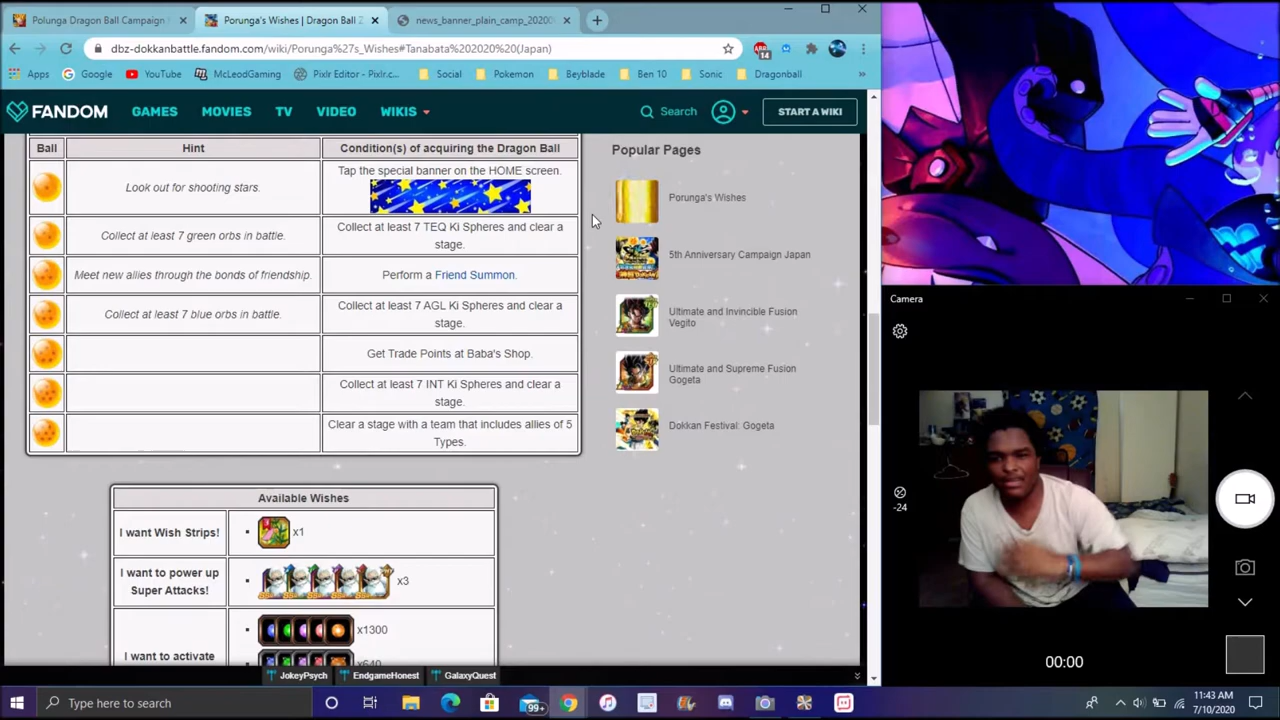 Polunga Dragon Ball Campaign
Porunga's Wishes | Dragon Ball Z
news_banner_plain_camp_20200
dbz-dokkanbattle.fandom.com/wiki/Porunga%27s_Wishes#Tanabata%202020%20(Japan)
14
Apps
Google
YouTube
McLeodGaming
Pixlr Editor - Pixlr.c...
Social
Pokemon
Beyblade
Ben 10
Sonic
Dragonball
FANDOM
GAMES
MOVIES
TV
VIDEO
WIKIS
Search
START A WIKI
Ball
Hint
Condition(s) of acquiring the Dragon Ball
Look out for shooting stars.
Tap the special banner on the HOME screen.
Collect at least 7 green orbs in battle.
Collect at least 7 TEQ Ki Spheres and clear a
stage.
Meet new allies through the bonds of friendship.
Perform a Friend Summon.
Collect at least 7 blue orbs in battle.
Collect at least 7 AGL Ki Spheres and clear a
stage.
Get Trade Points at Baba's Shop.
Collect at least 7 INT Ki Spheres and clear a
stage.
Clear a stage with a team that includes allies of 5
Types.
Popular Pages
Porunga's Wishes
5th Anniversary Campaign Japan
Ultimate and Invincible Fusion
Vegito
Ultimate and Supreme Fusion
Gogeta
Dokkan Festival: Gogeta
Available Wishes
I want Wish Strips!
x1
I want to power up
Super Attacks!
x3
I want to activate
x1300
x640
JokeyPsych
EndgameHonest
GalaxyQuest
Camera
-24
00:00
Type here to search
99+
11:43 AM
7/10/2020